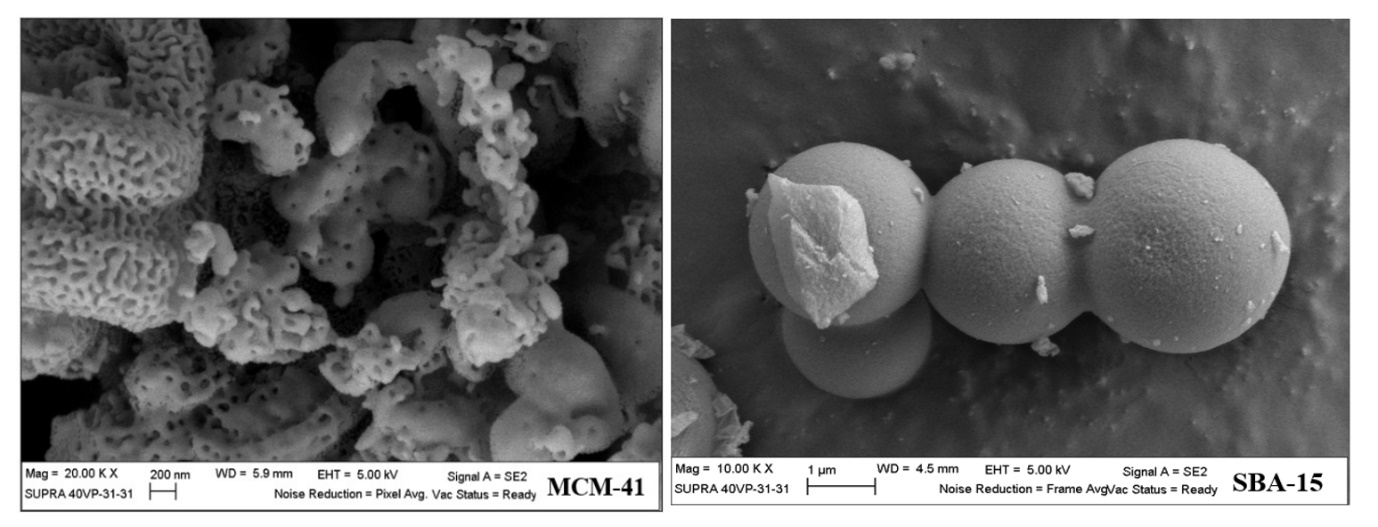 Mag = 20.00 K X 200 nm WD = 5.9 mm EHT = 5.00 kV Signal A = SE2
SUPRA 40VP-31-31 Noise Reduction = Pixel Avg. Vac Status = Ready MCM-41
Mag = 10.00 K X 1 µm WD = 4.5 mm EHT = 5.00 kV Signal A = SE2
SUPRA 40VP-31-31 Noise Reduction = Frame AvgVac Status = Ready SBA-15